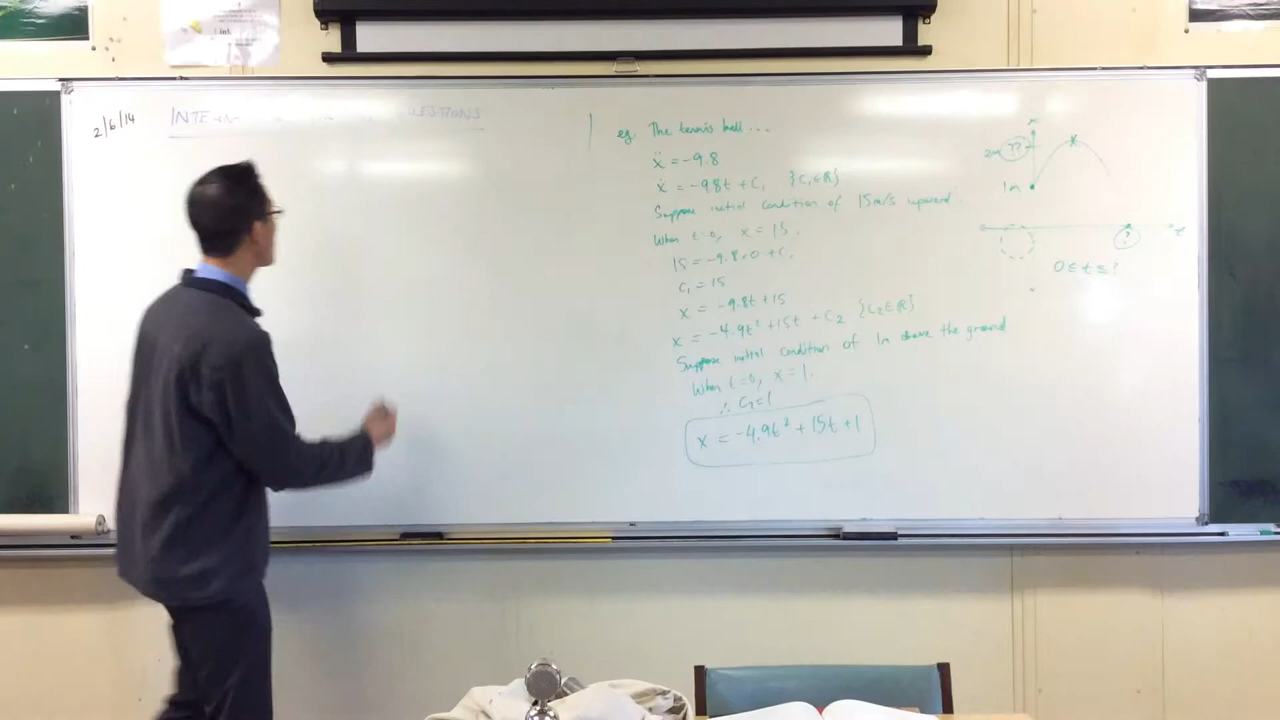 2/6/14
eg. The tennis ball...
ẍ = -9.8
ẋ = -9.8t + C₁ {C₁∈ℝ}
Suppose initial condition of 15m/s upward.
When t=0, ẋ = 15.
15 = -9.8×0 + C₁
C₁ = 15
ẋ = -9.8t + 15
x = -4.9t² + 15t + C₂ {C₂∈ℝ}
Suppose initial condition of 1m above the ground
When t=0, x = 1.
∴ C₂=1
x = -4.9t² + 15t + 1
x
2m ??
1m
?
t
0 ≤ t ≤ ?